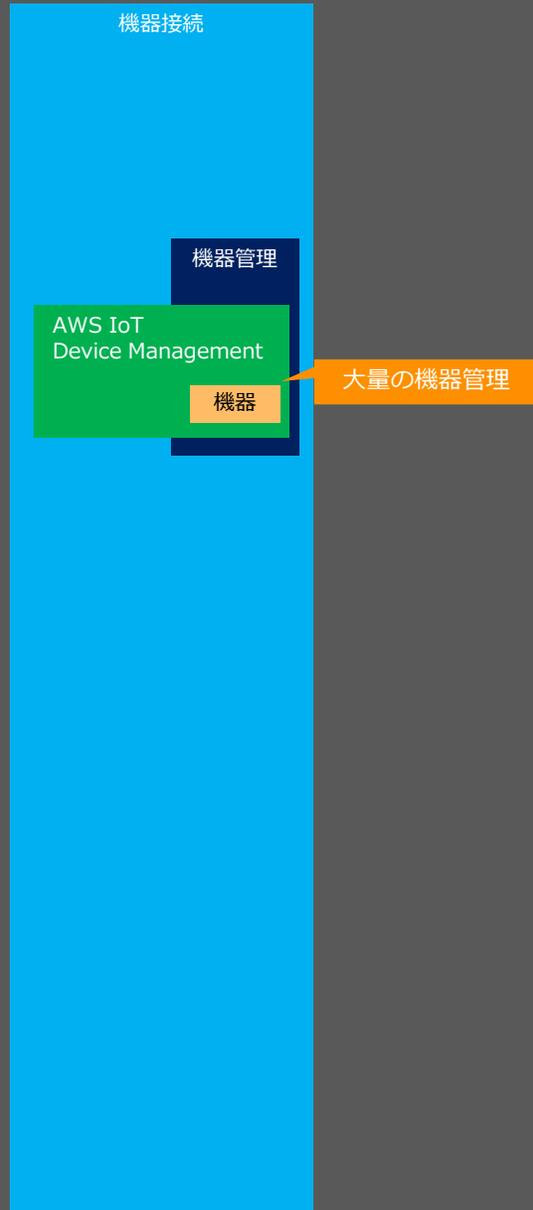 機器接続
機器管理
AWS IoT
Device Management
機器
大量の機器管理